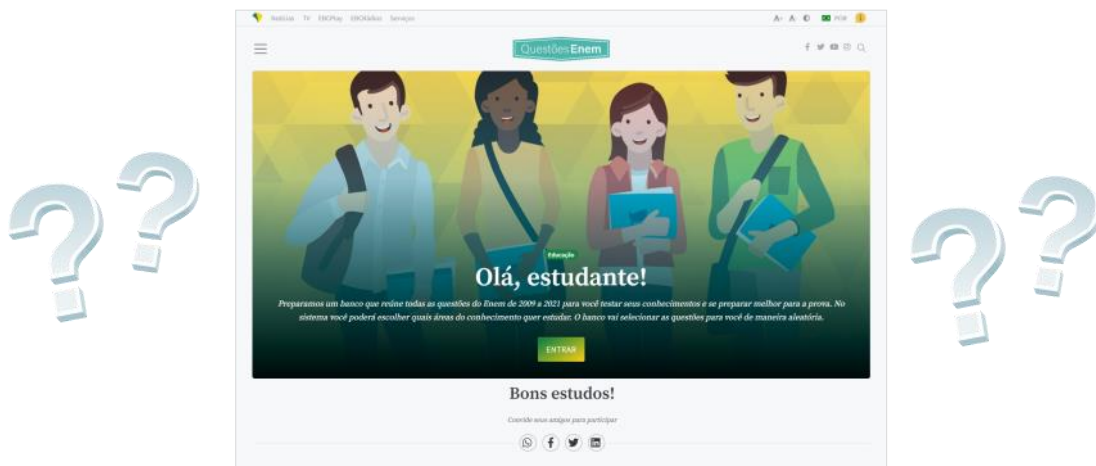 Notícias TV EBCPlay EBCRádios Serviços A+ A- POR
QuestõesEnem
Educação
Olá, estudante!
Preparamos um banco que reúne todas as questões do Enem de 2009 a 2021 para você testar seus conhecimentos e se preparar melhor para a prova. No
sistema você poderá escolher quais áreas do conhecimento quer estudar. O banco vai selecionar as questões para você de maneira aleatória.
ENTRAR
Bons estudos!
Convide seus amigos para participar